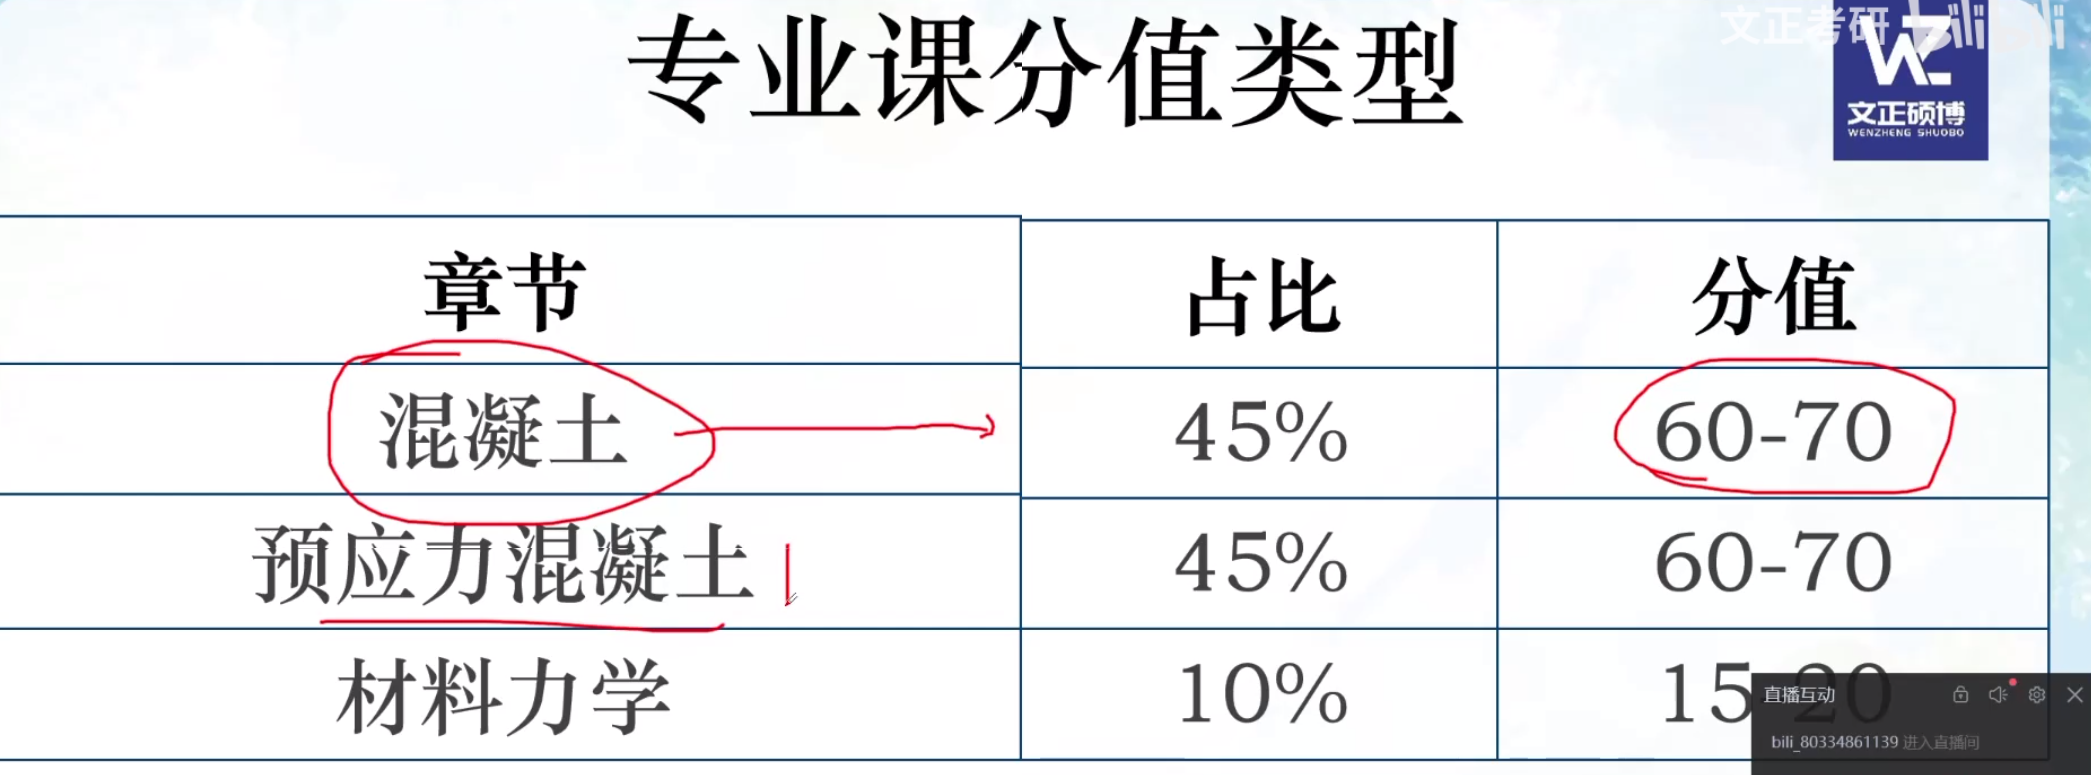 文正考研 bilibili
专业课分值类型
WZ
文正硕博
WENZHENG SHUOBO
章节 占比 分值
混凝土 45% 60-70
预应力混凝土 45% 60-70
材料力学 10% 15-20
直播互动
bili_80334861139 进入直播间